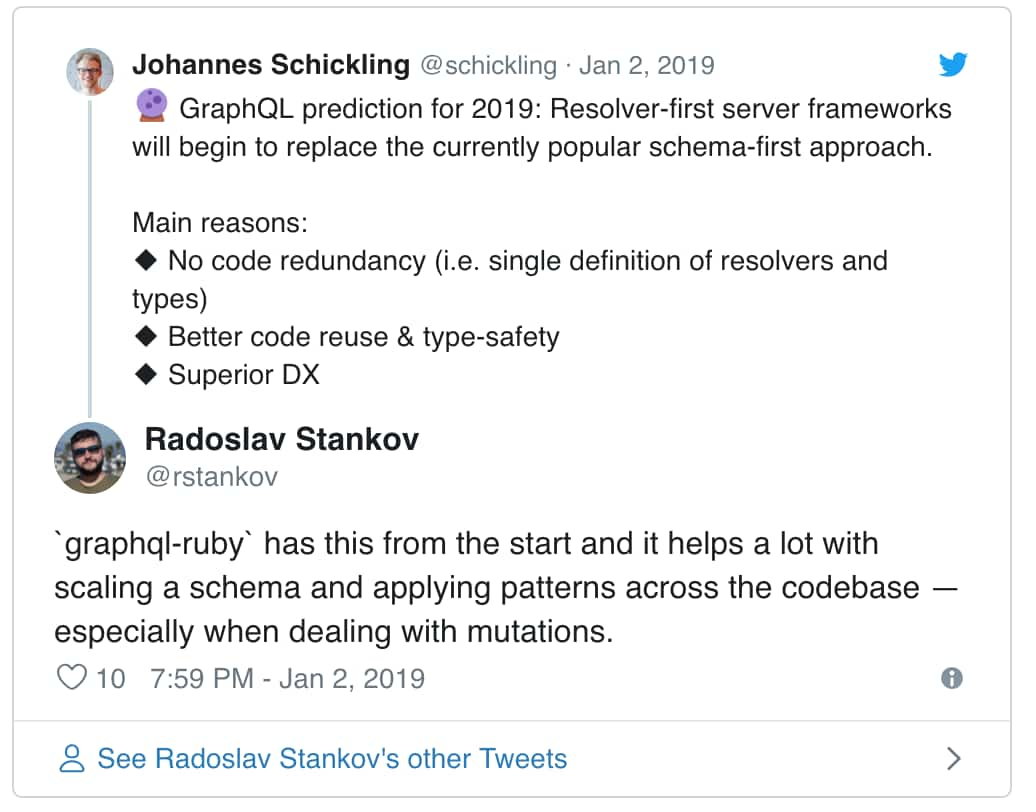 Johannes Schickling @schickling · Jan 2, 2019
🔮 GraphQL prediction for 2019: Resolver-first server frameworks
will begin to replace the currently popular schema-first approach.
Main reasons:
◆ No code redundancy (i.e. single definition of resolvers and
types)
◆ Better code reuse & type-safety
◆ Superior DX
Radoslav Stankov
@rstankov
`graphql-ruby` has this from the start and it helps a lot with
scaling a schema and applying patterns across the codebase —
especially when dealing with mutations.
10 7:59 PM - Jan 2, 2019
See Radoslav Stankov's other Tweets